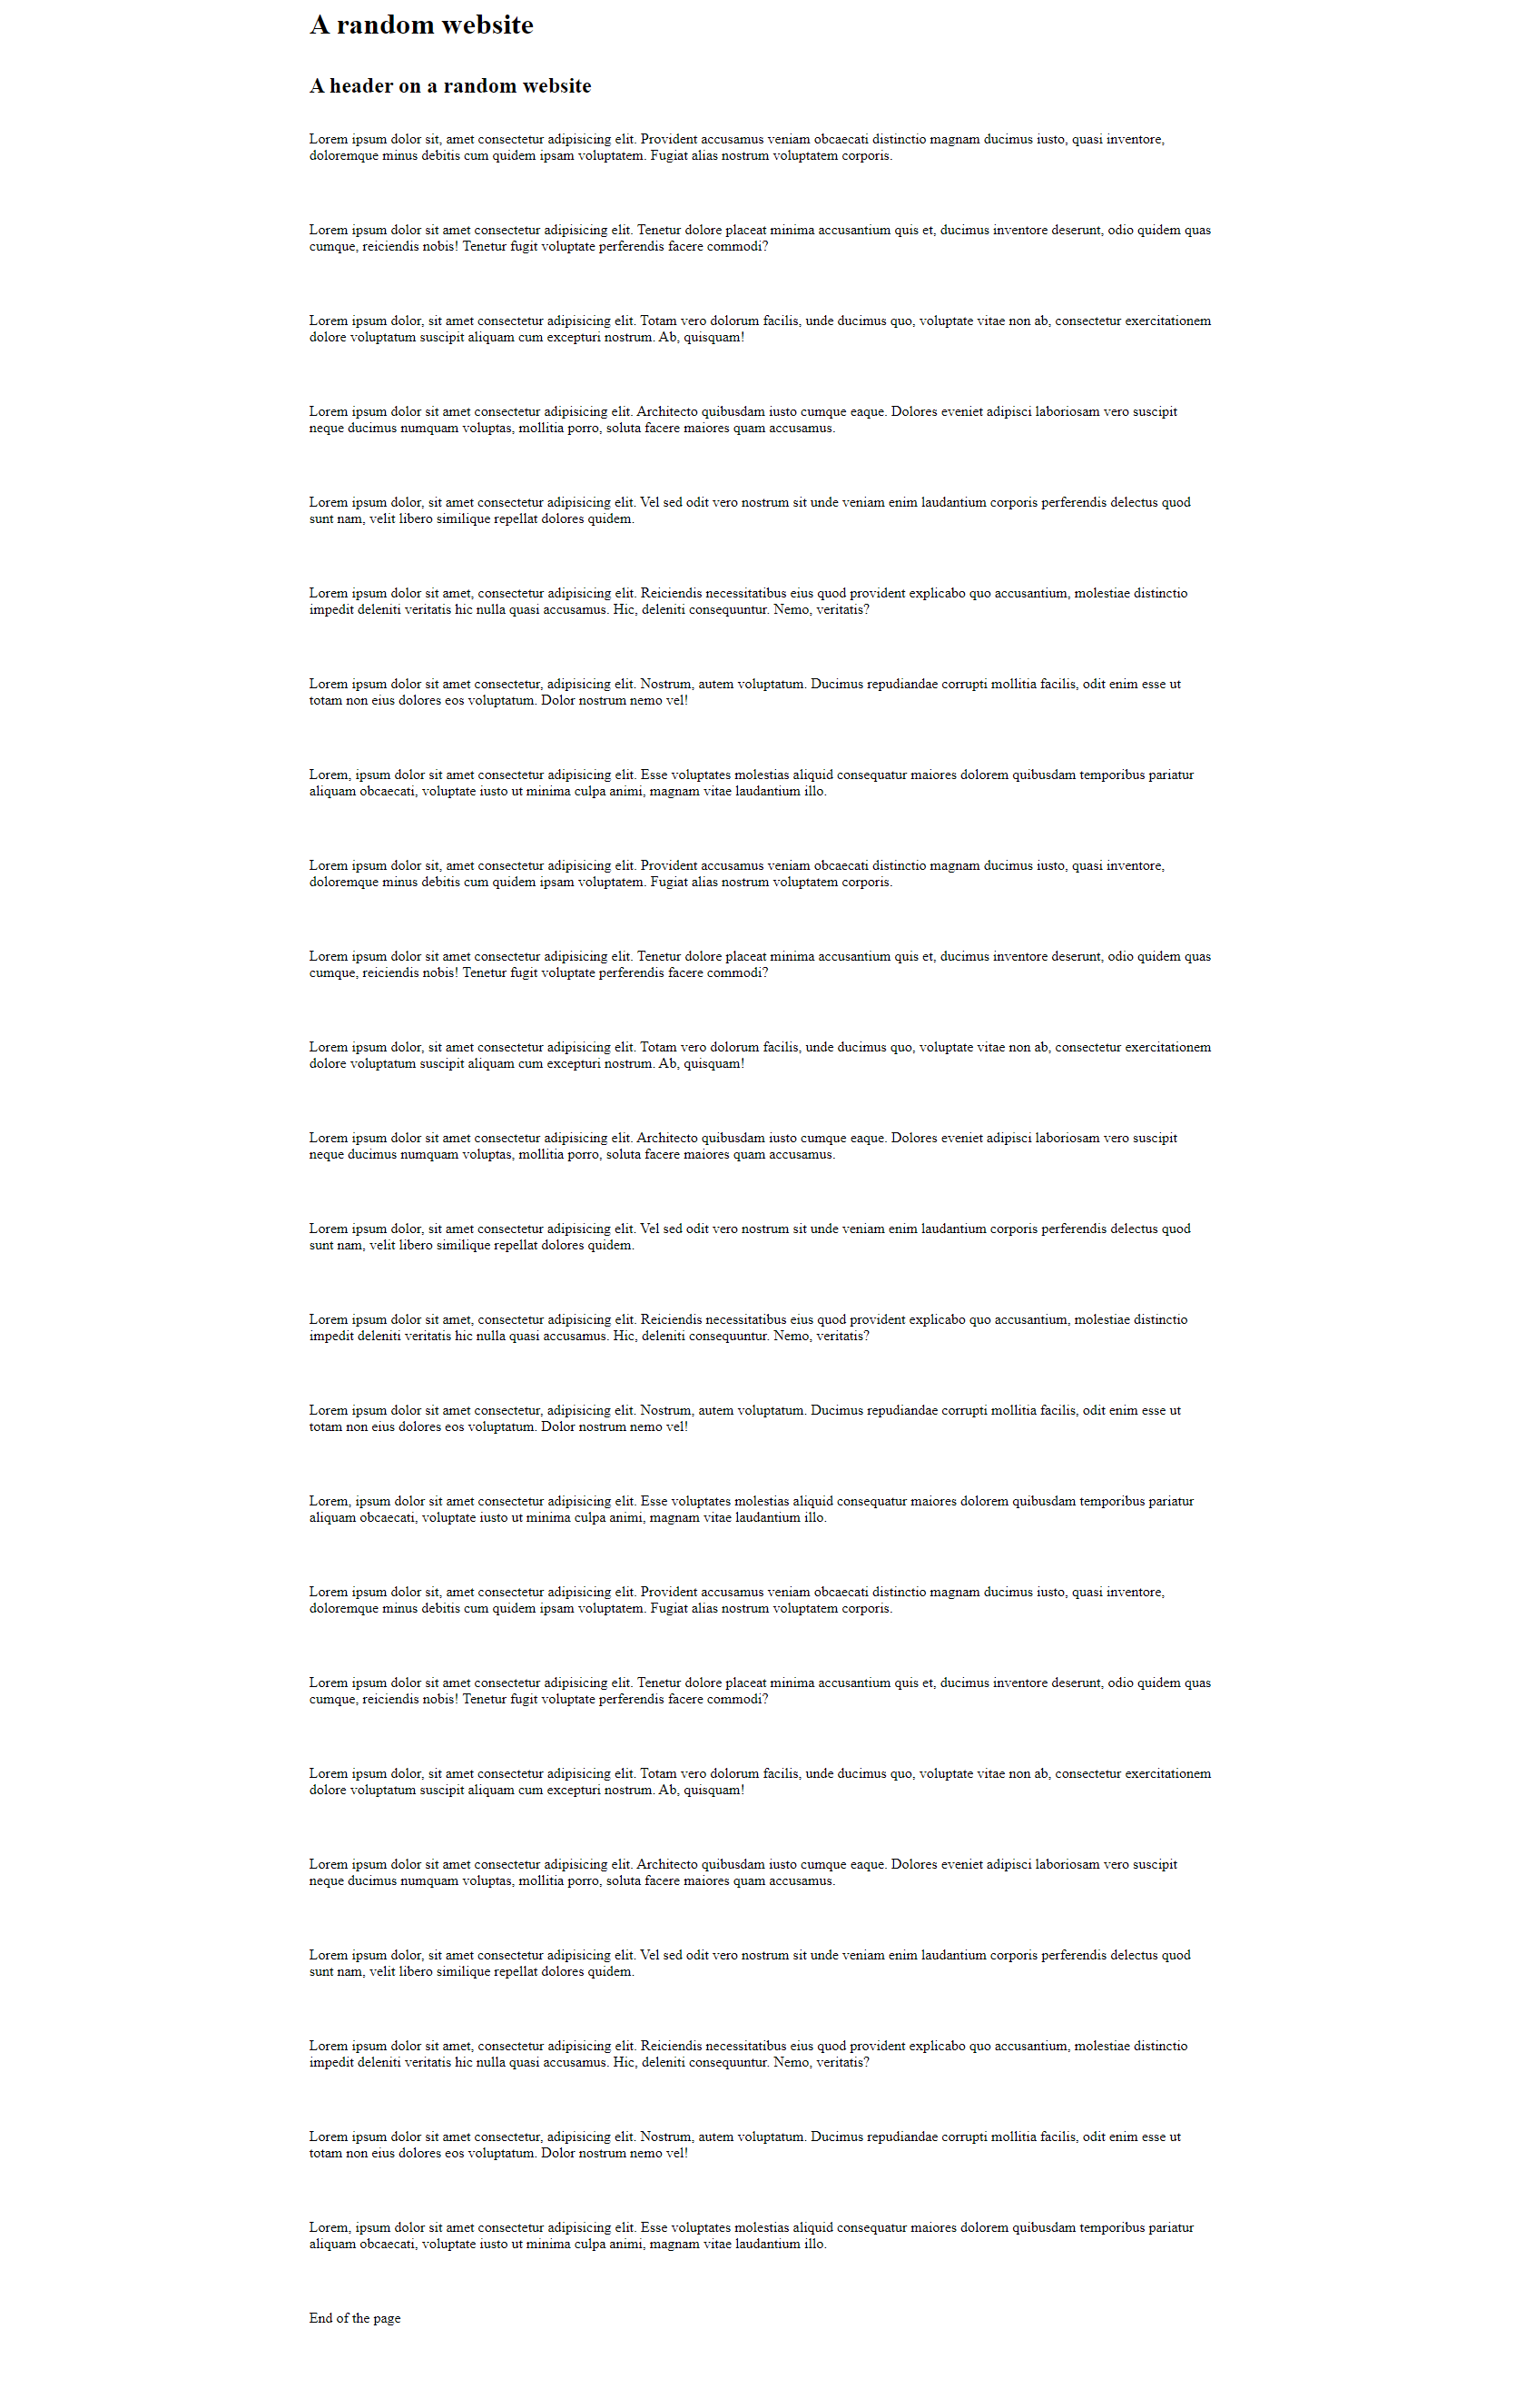 A random website
A header on a random website
Lorem ipsum dolor sit, amet consectetur adipisicing elit. Provident accusamus veniam obcaecati distinctio magnam ducimus iusto, quasi inventore,
doloremque minus debitis cum quidem ipsam voluptatem. Fugiat alias nostrum voluptatem corporis.
Lorem ipsum dolor sit amet consectetur adipisicing elit. Tenetur dolore placeat minima accusantium quis et, ducimus inventore deserunt, odio quidem quas
cumque, reiciendis nobis! Tenetur fugit voluptate perferendis facere commodi?
Lorem ipsum dolor, sit amet consectetur adipisicing elit. Totam vero dolorum facilis, unde ducimus quo, voluptate vitae non ab, consectetur exercitationem
dolore voluptatum suscipit aliquam cum excepturi nostrum. Ab, quisquam!
Lorem ipsum dolor sit amet consectetur adipisicing elit. Architecto quibusdam iusto cumque eaque. Dolores eveniet adipisci laboriosam vero suscipit
neque ducimus numquam voluptas, mollitia porro, soluta facere maiores quam accusamus.
Lorem ipsum dolor, sit amet consectetur adipisicing elit. Vel sed odit vero nostrum sit unde veniam enim laudantium corporis perferendis delectus quod
sunt nam, velit libero similique repellat dolores quidem.
Lorem ipsum dolor sit amet, consectetur adipisicing elit. Reiciendis necessitatibus eius quod provident explicabo quo accusantium, molestiae distinctio
impedit deleniti veritatis hic nulla quasi accusamus. Hic, deleniti consequuntur. Nemo, veritatis?
Lorem ipsum dolor sit amet consectetur, adipisicing elit. Nostrum, autem voluptatum. Ducimus repudiandae corrupti mollitia facilis, odit enim esse ut
totam non eius dolores eos voluptatum. Dolor nostrum nemo vel!
Lorem, ipsum dolor sit amet consectetur adipisicing elit. Esse voluptates molestias aliquid consequatur maiores dolorem quibusdam temporibus pariatur
aliquam obcaecati, voluptate iusto ut minima culpa animi, magnam vitae laudantium illo.
Lorem ipsum dolor sit, amet consectetur adipisicing elit. Provident accusamus veniam obcaecati distinctio magnam ducimus iusto, quasi inventore,
doloremque minus debitis cum quidem ipsam voluptatem. Fugiat alias nostrum voluptatem corporis.
Lorem ipsum dolor sit amet consectetur adipisicing elit. Tenetur dolore placeat minima accusantium quis et, ducimus inventore deserunt, odio quidem quas
cumque, reiciendis nobis! Tenetur fugit voluptate perferendis facere commodi?
Lorem ipsum dolor, sit amet consectetur adipisicing elit. Totam vero dolorum facilis, unde ducimus quo, voluptate vitae non ab, consectetur exercitationem
dolore voluptatum suscipit aliquam cum excepturi nostrum. Ab, quisquam!
Lorem ipsum dolor sit amet consectetur adipisicing elit. Architecto quibusdam iusto cumque eaque. Dolores eveniet adipisci laboriosam vero suscipit
neque ducimus numquam voluptas, mollitia porro, soluta facere maiores quam accusamus.
Lorem ipsum dolor, sit amet consectetur adipisicing elit. Vel sed odit vero nostrum sit unde veniam enim laudantium corporis perferendis delectus quod
sunt nam, velit libero similique repellat dolores quidem.
Lorem ipsum dolor sit amet, consectetur adipisicing elit. Reiciendis necessitatibus eius quod provident explicabo quo accusantium, molestiae distinctio
impedit deleniti veritatis hic nulla quasi accusamus. Hic, deleniti consequuntur. Nemo, veritatis?
Lorem ipsum dolor sit amet consectetur, adipisicing elit. Nostrum, autem voluptatum. Ducimus repudiandae corrupti mollitia facilis, odit enim esse ut
totam non eius dolores eos voluptatum. Dolor nostrum nemo vel!
Lorem, ipsum dolor sit amet consectetur adipisicing elit. Esse voluptates molestias aliquid consequatur maiores dolorem quibusdam temporibus pariatur
aliquam obcaecati, voluptate iusto ut minima culpa animi, magnam vitae laudantium illo.
Lorem ipsum dolor sit, amet consectetur adipisicing elit. Provident accusamus veniam obcaecati distinctio magnam ducimus iusto, quasi inventore,
doloremque minus debitis cum quidem ipsam voluptatem. Fugiat alias nostrum voluptatem corporis.
Lorem ipsum dolor sit amet consectetur adipisicing elit. Tenetur dolore placeat minima accusantium quis et, ducimus inventore deserunt, odio quidem quas
cumque, reiciendis nobis! Tenetur fugit voluptate perferendis facere commodi?
Lorem ipsum dolor, sit amet consectetur adipisicing elit. Totam vero dolorum facilis, unde ducimus quo, voluptate vitae non ab, consectetur exercitationem
dolore voluptatum suscipit aliquam cum excepturi nostrum. Ab, quisquam!
Lorem ipsum dolor sit amet consectetur adipisicing elit. Architecto quibusdam iusto cumque eaque. Dolores eveniet adipisci laboriosam vero suscipit
neque ducimus numquam voluptas, mollitia porro, soluta facere maiores quam accusamus.
Lorem ipsum dolor, sit amet consectetur adipisicing elit. Vel sed odit vero nostrum sit unde veniam enim laudantium corporis perferendis delectus quod
sunt nam, velit libero similique repellat dolores quidem.
Lorem ipsum dolor sit amet, consectetur adipisicing elit. Reiciendis necessitatibus eius quod provident explicabo quo accusantium, molestiae distinctio
impedit deleniti veritatis hic nulla quasi accusamus. Hic, deleniti consequuntur. Nemo, veritatis?
Lorem ipsum dolor sit amet consectetur, adipisicing elit. Nostrum, autem voluptatum. Ducimus repudiandae corrupti mollitia facilis, odit enim esse ut
totam non eius dolores eos voluptatum. Dolor nostrum nemo vel!
Lorem, ipsum dolor sit amet consectetur adipisicing elit. Esse voluptates molestias aliquid consequatur maiores dolorem quibusdam temporibus pariatur
aliquam obcaecati, voluptate iusto ut minima culpa animi, magnam vitae laudantium illo.
End of the page